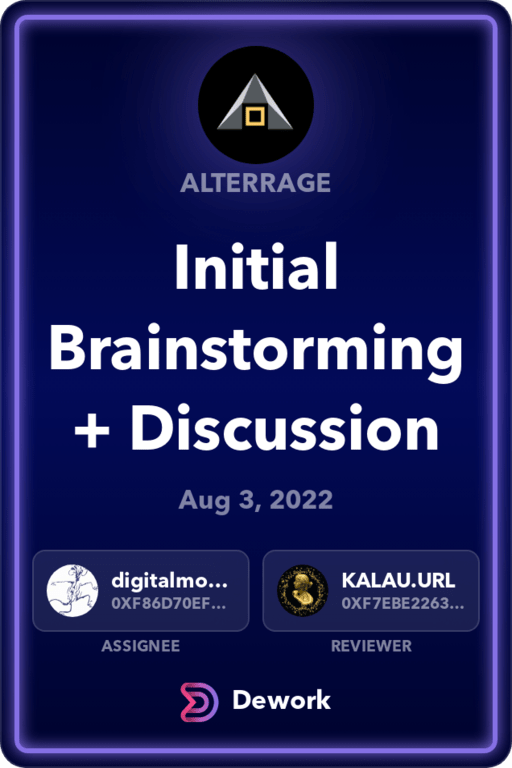 ALTERRAGE
Initial
Brainstorming
+ Discussion
Aug 3, 2022
digitalmo...
0XF86D70EF...
ASSIGNEE
KALAU.URL
0XF7EBE2263...
REVIEWER
Dework